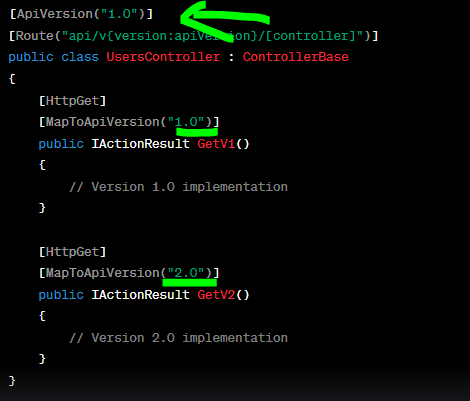 [ApiVersion("1.0")]
[Route("api/v{version:apiVersion}/[controller]")]
public class UsersController : ControllerBase
{
[HttpGet]
[MapToApiVersion("1.0")]
public IActionResult GetV1()
{
// Version 1.0 implementation
}
[HttpGet]
[MapToApiVersion("2.0")]
public IActionResult GetV2()
{
// Version 2.0 implementation
}
}